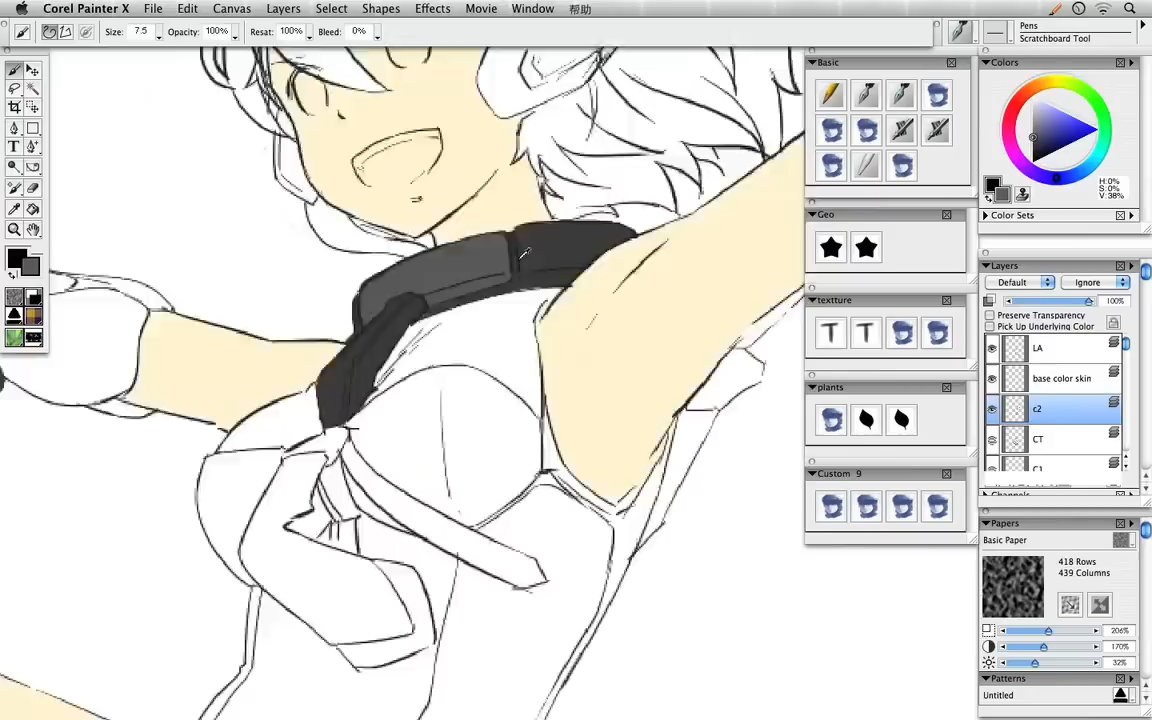 Corel Painter X File Edit Canvas Layers Select Shapes Effects Movie Window 帮助
Size: 7.5 Opacity: 100% Resat: 100% Bleed: 0%
Pens
Scratchboard Tool
Basic
Geo
textture
T T
plants
Custom 9
Colors
H:0%
S:0%
V:38%
Color Sets
Layers
Default Ignore
100%
Preserve Transparency
Pick Up Underlying Color
LA
base color skin
c2
CT
C1
Channels
Papers
Basic Paper
418 Rows
439 Columns
206%
170%
32%
Patterns
Untitled